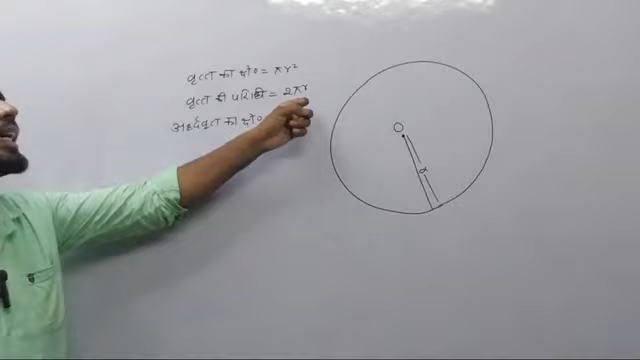 वृत्त का क्षे० = πr²
वृत्त की परिधी = 2πr
अर्द्धवृत्त का क्षे०
O
r